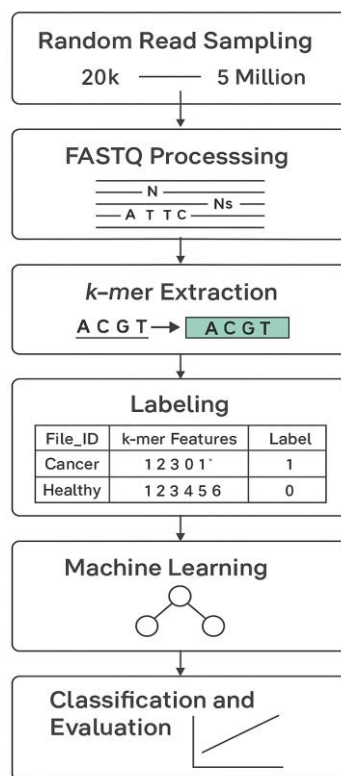 Random Read Sampling
20k — 5 Million
FASTQ Processsing
N
Ns
A T T C
k-mer Extraction
A C G T → A C G T
Labeling
File_ID k-mer Features Label
Cancer 1 2 3 0 1* 1
Healthy 1 2 3 4 5 6 0
Machine Learning
Classification and
Evaluation